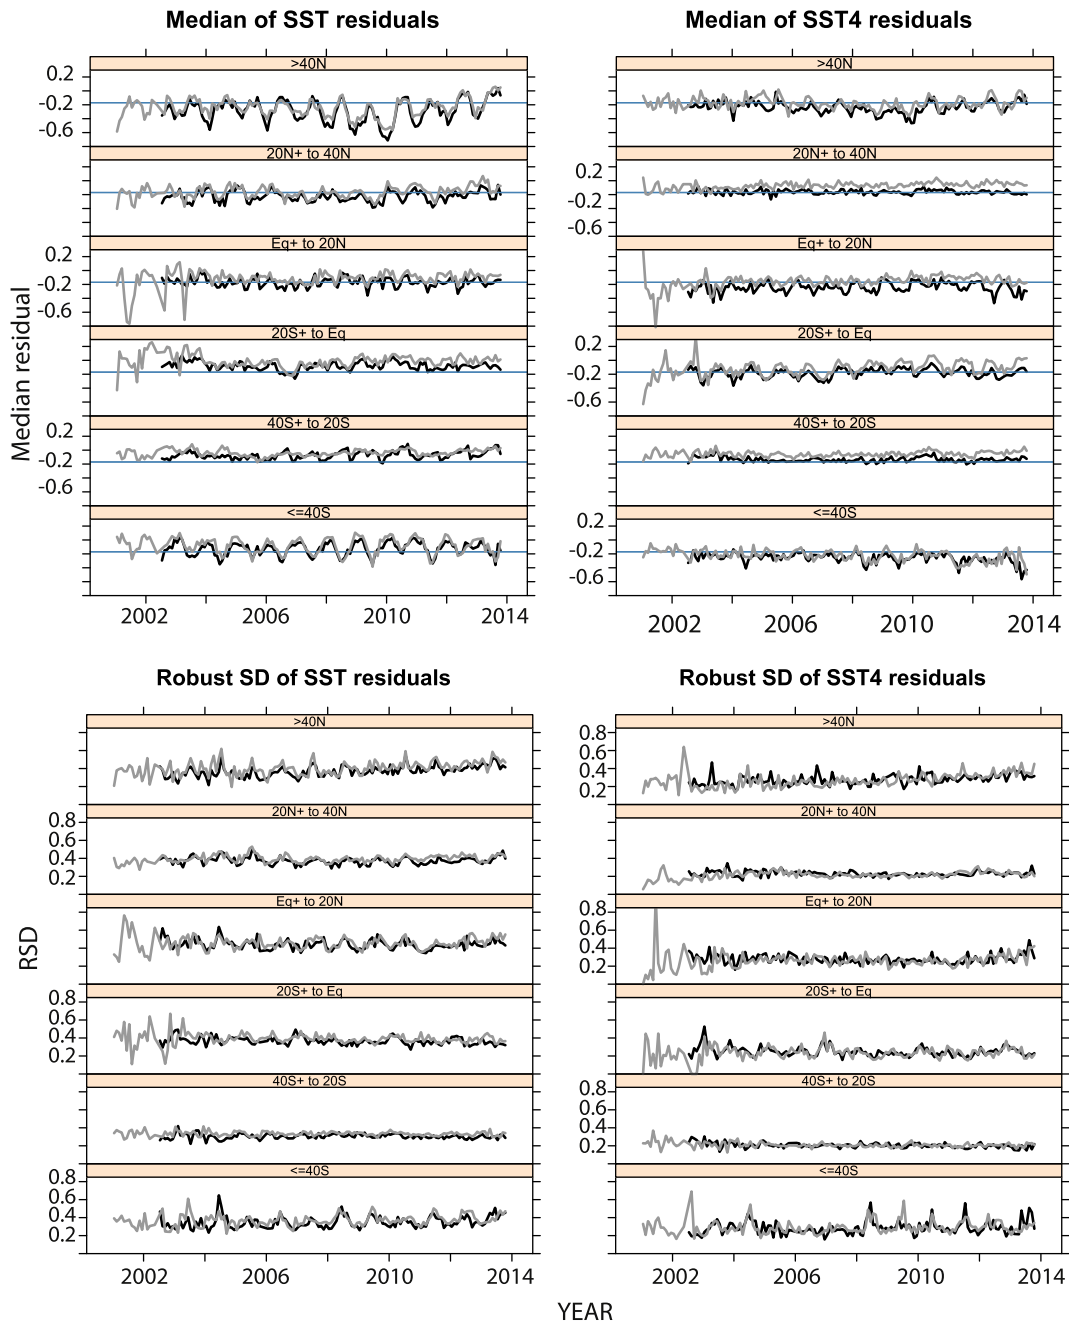 Median of SST residuals
Median of SST4 residuals
>40N
0.2
-0.2
-0.6
20N+ to 40N
Eq+ to 20N
0.2
-0.2
-0.6
20S+ to Eq
40S+ to 20S
0.2
-0.2
-0.6
<=40S
2002 2006 2010 2014
Median residual
>40N
20N+ to 40N
0.2
-0.2
-0.6
Eq+ to 20N
20S+ to Eq
0.2
-0.2
-0.6
40S+ to 20S
<=40S
0.2
-0.2
-0.6
2002 2006 2010 2014
Robust SD of SST residuals
Robust SD of SST4 residuals
>40N
20N+ to 40N
0.8
0.6
0.4
0.2
Eq+ to 20N
20S+ to Eq
0.8
0.6
0.4
0.2
40S+ to 20S
<=40S
0.8
0.6
0.4
0.2
2002 2006 2010 2014
RSD
>40N
0.8
0.6
0.4
0.2
20N+ to 40N
Eq+ to 20N
0.8
0.6
0.4
0.2
20S+ to Eq
40S+ to 20S
0.8
0.6
0.4
0.2
<=40S
2002 2006 2010 2014
YEAR